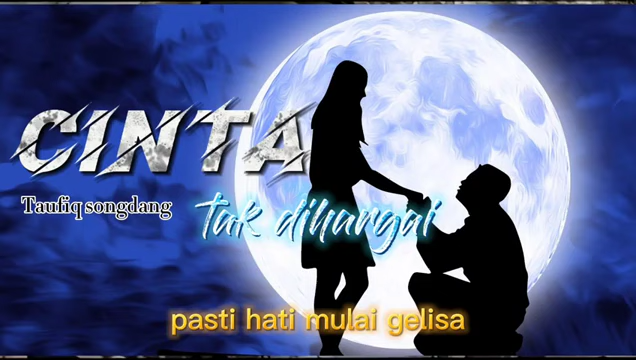 CINTA
Taufiq songdang
tak dihargai
pasti hati mulai gelisa